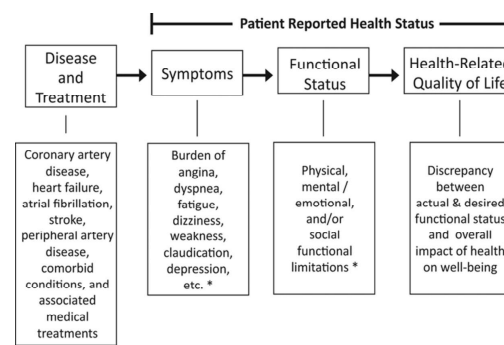 Patient Reported Health Status
Disease
and
Treatment
Symptoms
Functional
Status
Health-Related
Quality of Life
Coronary artery
disease,
heart failure,
atrial fibrillation,
stroke,
peripheral artery
disease,
comorbid
conditions, and
associated
medical
treatments
Burden of
angina,
dyspnea,
fatigue,
dizziness,
weakness,
claudication,
depression,
etc. *
Physical,
mental /
emotional,
and/or
social
functional
limitations *
Discrepancy
between
actual & desired
functional status
and overall
impact of health
on well-being